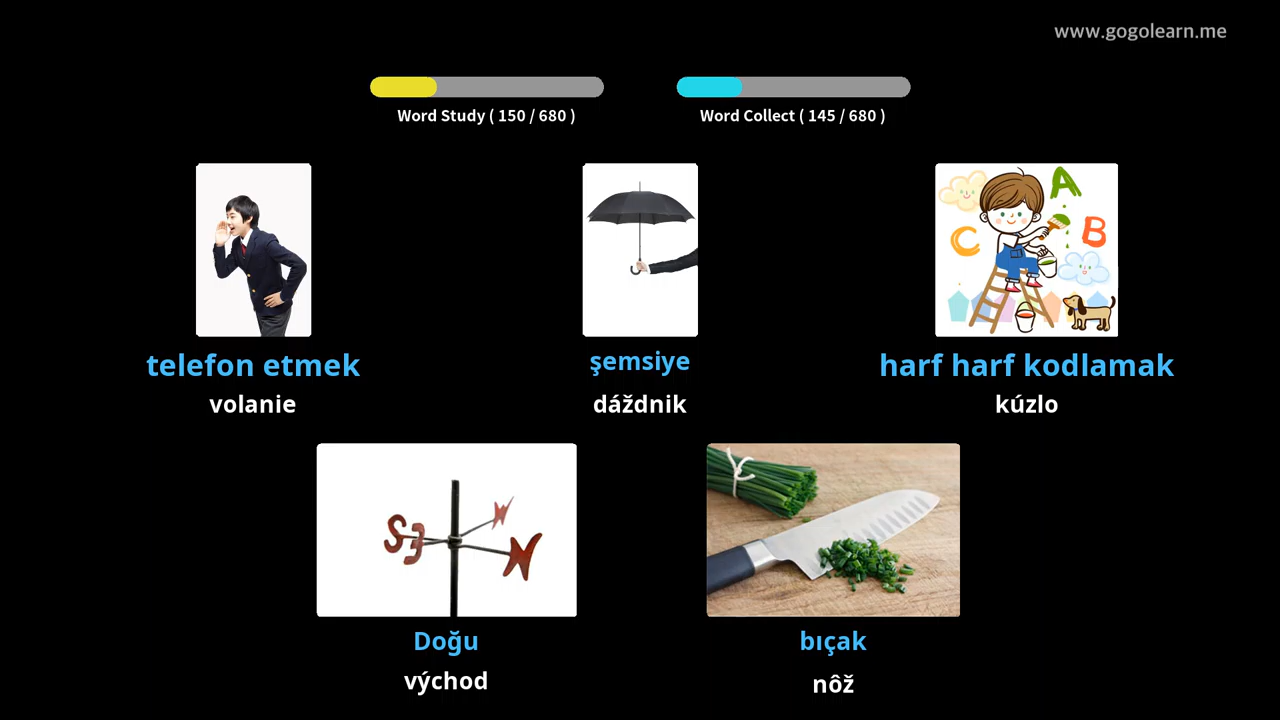 www.gogolearn.me
Word Study ( 150 / 680 )
Word Collect ( 145 / 680 )
A
B
C
telefon etmek
şemsiye
harf harf kodlamak
volanie
dáždnik
kúzlo
S
E
N
Doğu
bıçak
východ
nôž